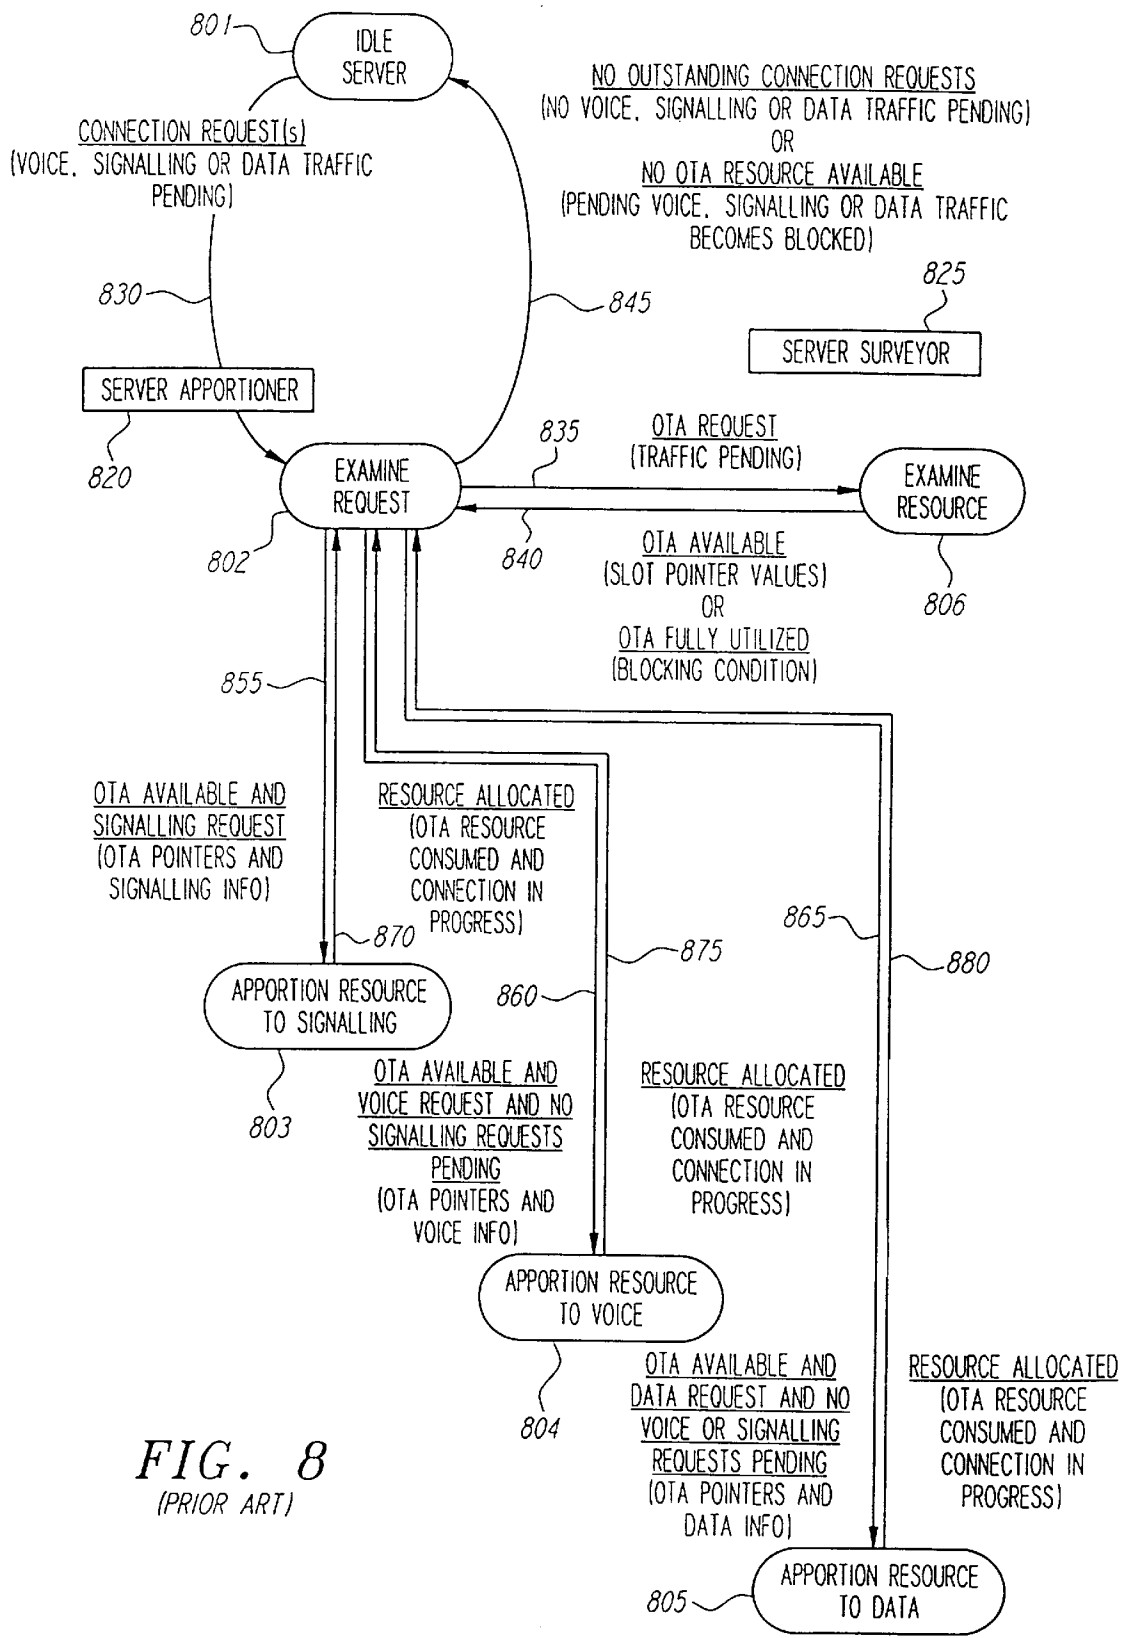 801
IDLE
SERVER
NO OUTSTANDING CONNECTION REQUESTS
(NO VOICE, SIGNALLING OR DATA TRAFFIC PENDING)
OR
NO OTA RESOURCE AVAILABLE
(PENDING VOICE, SIGNALLING OR DATA TRAFFIC
BECOMES BLOCKED)
CONNECTION REQUEST(s)
(VOICE, SIGNALLING OR DATA TRAFFIC
PENDING)
830
845
825
SERVER SURVEYOR
SERVER APPORTIONER
820
EXAMINE
REQUEST
802
835
OTA REQUEST
(TRAFFIC PENDING)
EXAMINE
RESOURCE
806
840
OTA AVAILABLE
(SLOT POINTER VALUES)
OR
OTA FULLY UTILIZED
(BLOCKING CONDITION)
855
OTA AVAILABLE AND
SIGNALLING REQUEST
(OTA POINTERS AND
SIGNALLING INFO)
RESOURCE ALLOCATED
(OTA RESOURCE
CONSUMED AND
CONNECTION IN
PROGRESS)
870
875
865
880
860
APPORTION RESOURCE
TO SIGNALLING
803
OTA AVAILABLE AND
VOICE REQUEST AND NO
SIGNALLING REQUESTS
PENDING
(OTA POINTERS AND
VOICE INFO)
RESOURCE ALLOCATED
(OTA RESOURCE
CONSUMED AND
CONNECTION IN
PROGRESS)
APPORTION RESOURCE
TO VOICE
804
OTA AVAILABLE AND
DATA REQUEST AND NO
VOICE OR SIGNALLING
REQUESTS PENDING
(OTA POINTERS AND
DATA INFO)
RESOURCE ALLOCATED
(OTA RESOURCE
CONSUMED AND
CONNECTION IN
PROGRESS)
APPORTION RESOURCE
TO DATA
805
FIG. 8
(PRIOR ART)